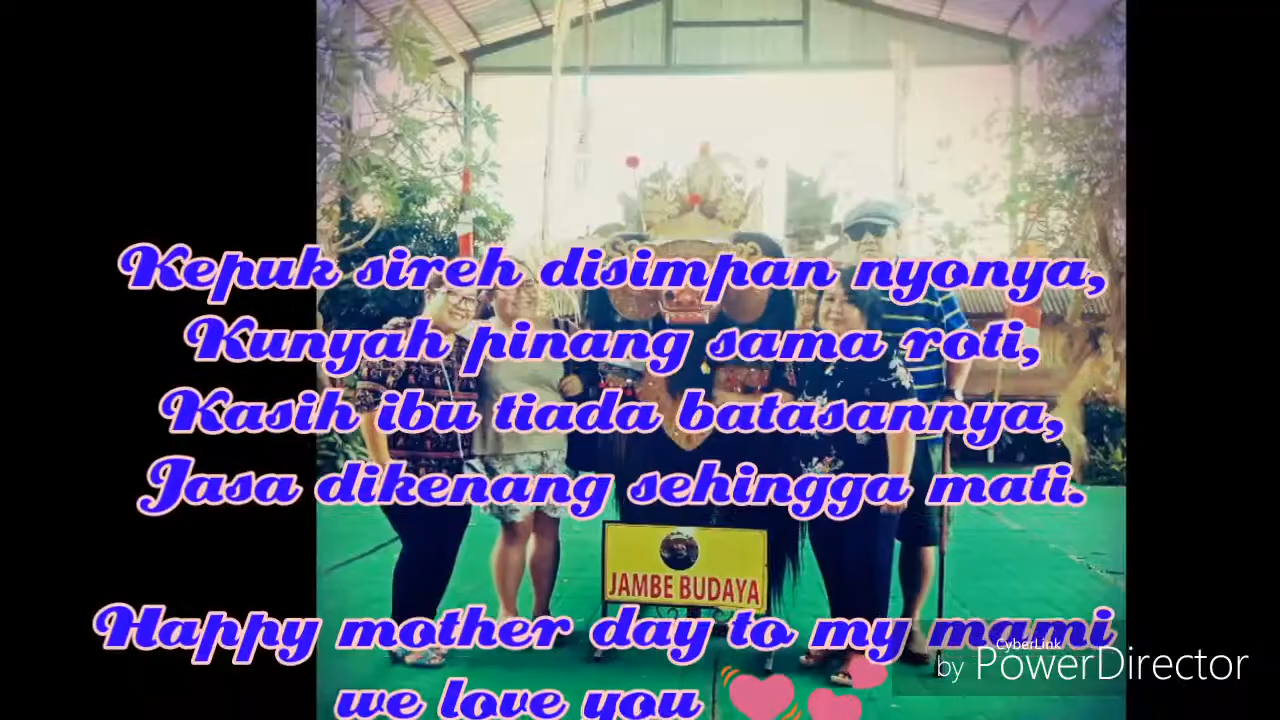 Kepuk sireh disimpan nyonya,
Kunyah pinang sama roti,
Kasih ibu tiada batasannya,
Jasa dikenang sehingga mati.
JAMBE BUDAYA
Happy mother day to my mami
we love you 💓💕
CyberLink
by PowerDirector